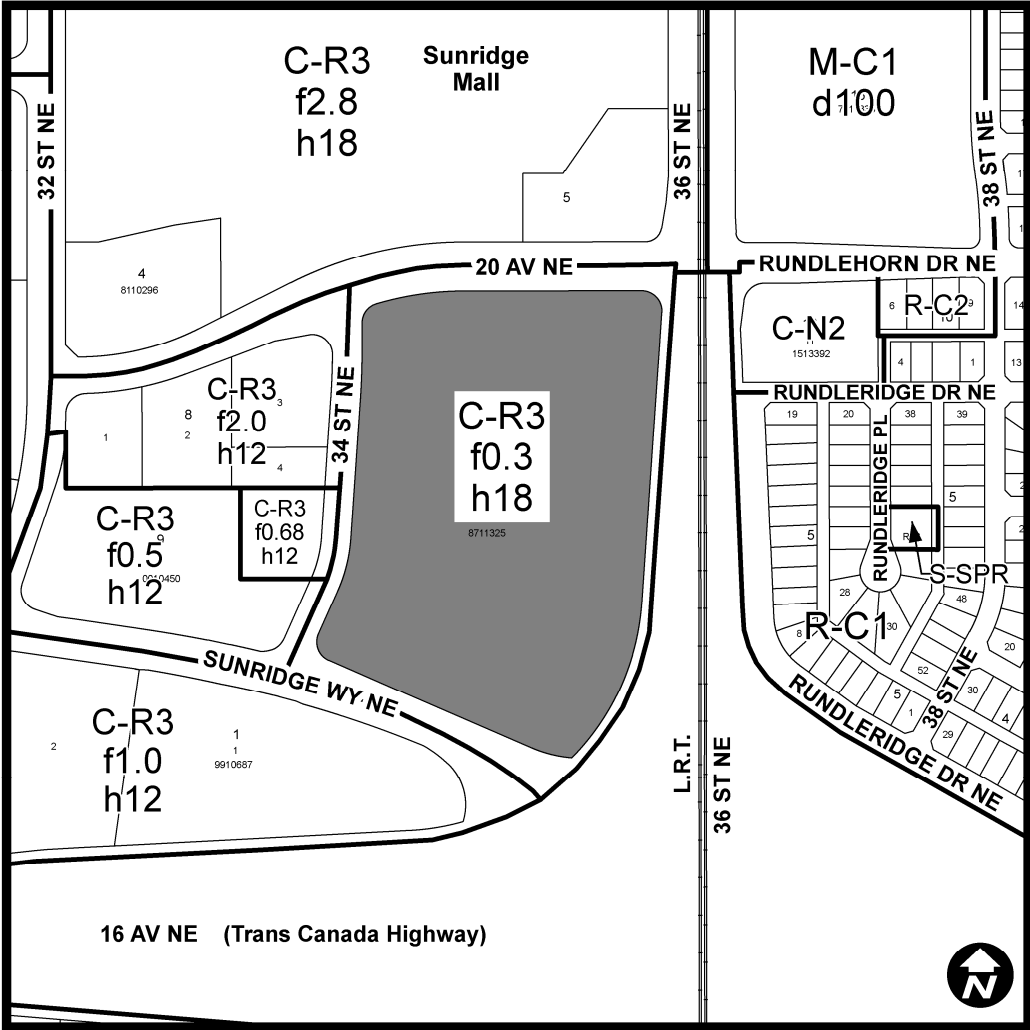 C-R3
f2.8
h18
Sunridge
Mall
M-C1
d100
32 ST NE
36 ST NE
38 ST NE
5
4
8110296
20 AV NE
RUNDLEHORN DR NE
C-N2
1513392
6
R-C2
9
10
14
34 ST NE
C-R3
f2.0
h12
8
2
3
1
4
C-R3
f0.3
h18
8711325
4
1
13
RUNDLERIDGE DR NE
19
20
38
39
RUNDLERIDGE PL
5
5
C-R3
f0.5
h12
9
C-R3
f0.68
h12
S-SPR
R-C1
28
30
8
48
20
52
5
1
30
4
29
38 ST NE
RUNDLERIDGE DR NE
SUNRIDGE WY NE
C-R3
f1.0
h12
2
1
1
9910687
L.R.T.
36 ST NE
16 AV NE (Trans Canada Highway)
N